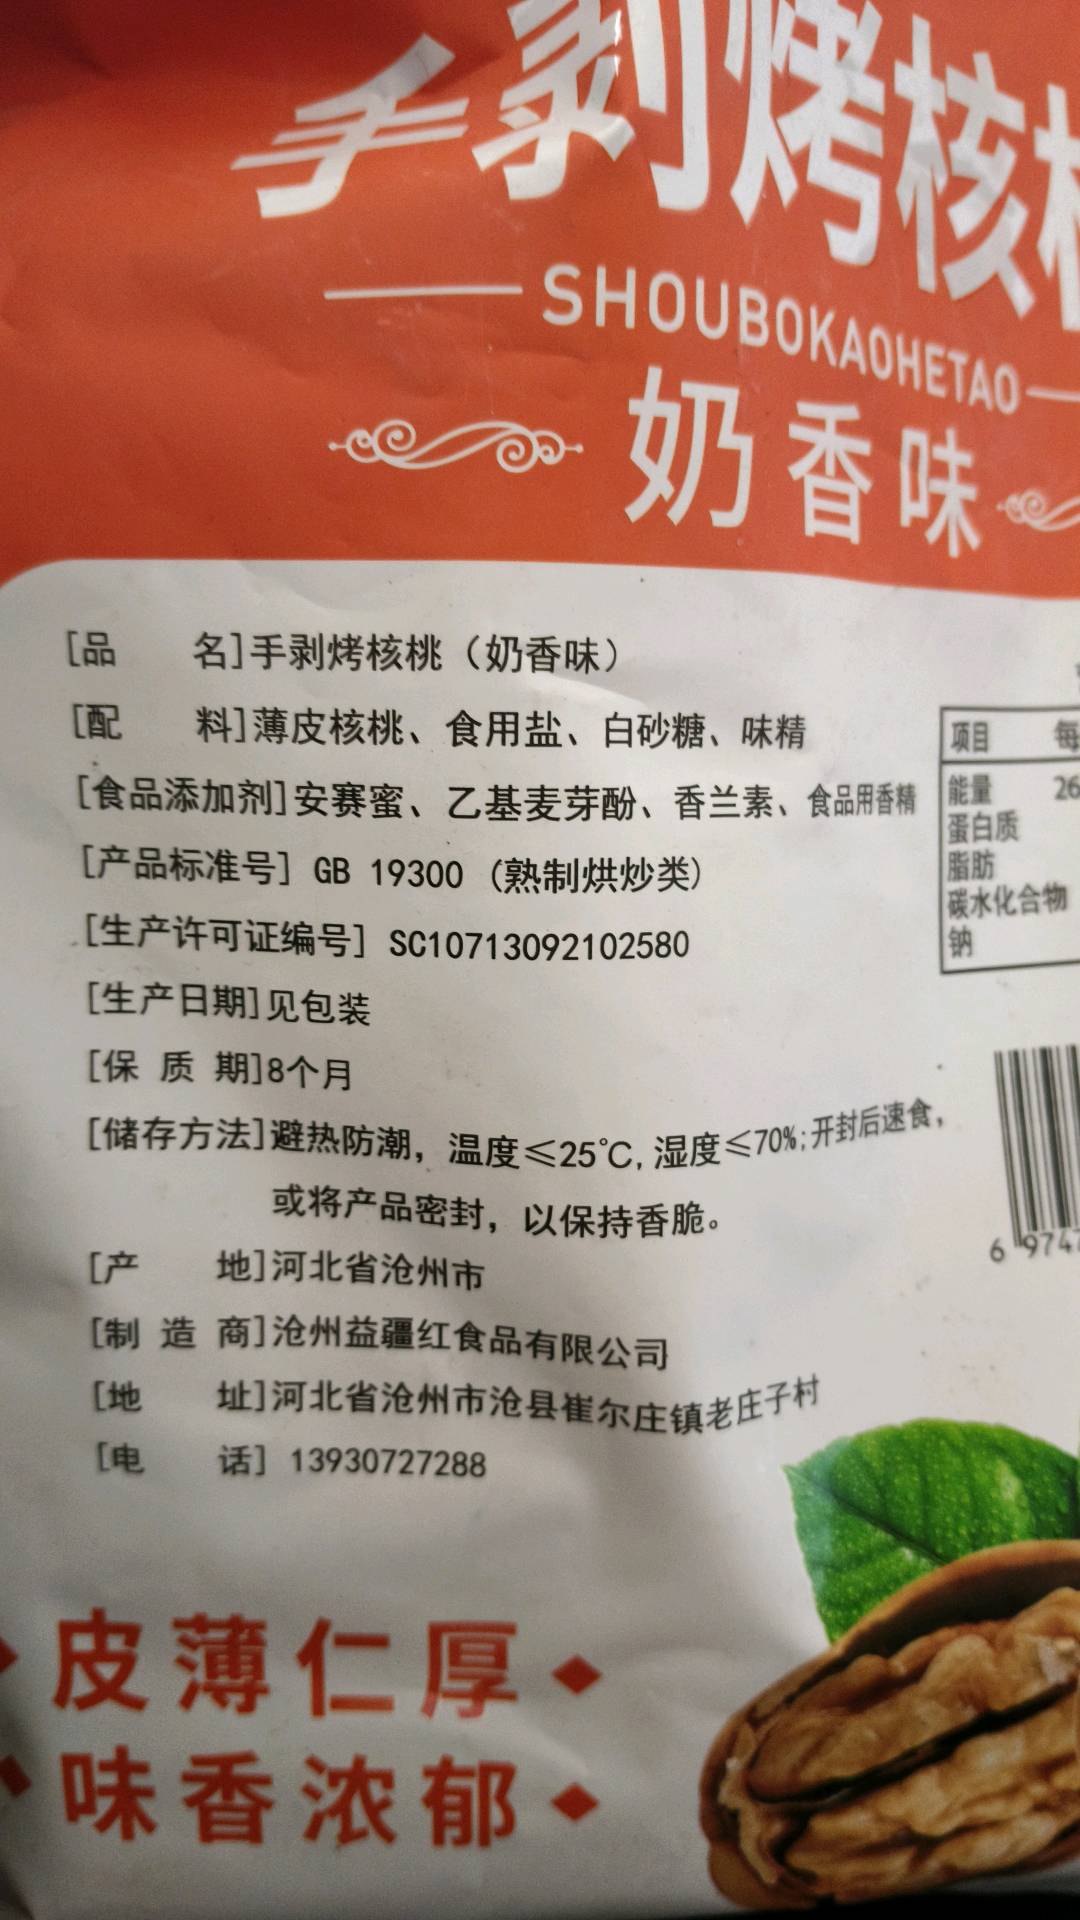 手剥烤核
SHOUBOKAOHETAO
奶香味
[品 名]手剥烤核桃（奶香味）
[配 料]薄皮核桃、食用盐、白砂糖、味精
[食品添加剂]安赛蜜、乙基麦芽酚、香兰素、食品用香精
[产品标准号] GB 19300 (熟制烘炒类)
[生产许可证编号] SC10713092102580
[生产日期]见包装
[保 质 期]8个月
[储存方法]避热防潮，温度≤25℃,湿度≤70%;开封后速食，
或将产品密封，以保持香脆。
[产 地]河北省沧州市
[制 造 商]沧州益疆红食品有限公司
[地 址]河北省沧州市沧县崔尔庄镇老庄子村
[电 话] 13930727288
项目 每
能量 26
蛋白质
脂肪
碳水化合物
钠
6 974
皮薄仁厚
味香浓郁